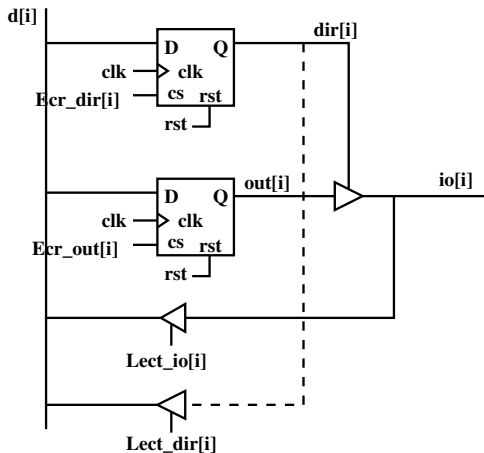 d[i]
D Q dir[i]
clk clk
Ecr_dir[i] cs rst
rst
D Q out[i] io[i]
clk clk
Ecr_out[i] cs rst
rst
Lect_io[i]
Lect_dir[i]